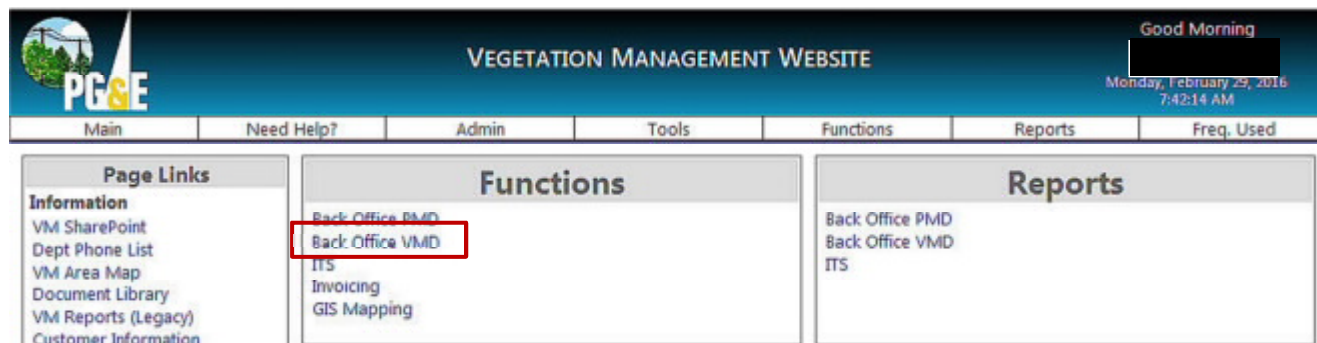 PG&E
VEGETATION MANAGEMENT WEBSITE
Good Morning
Monday, February 29, 2016
7:42:14 AM
Main Need Help? Admin Tools Functions Reports Freq. Used
Page Links
Information
VM SharePoint
Dept Phone List
VM Area Map
Document Library
VM Reports (Legacy)
Customer Information
Functions
Back Office PMD
Back Office VMD
ITS
Invoicing
GIS Mapping
Reports
Back Office PMD
Back Office VMD
ITS